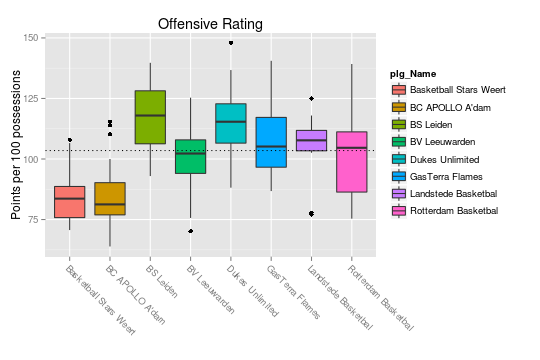 Offensive Rating
Points per 100 possessions
150
125
100
75
Basketball Stars Weert
BC APOLLO A'dam
BS Leiden
BV Leeuwarden
Dukes Unlimited
GasTerra Flames
Landstede Basketbal
Rotterdam Basketbal
plg_Name
Basketball Stars Weert
BC APOLLO A'dam
BS Leiden
BV Leeuwarden
Dukes Unlimited
GasTerra Flames
Landstede Basketbal
Rotterdam Basketbal